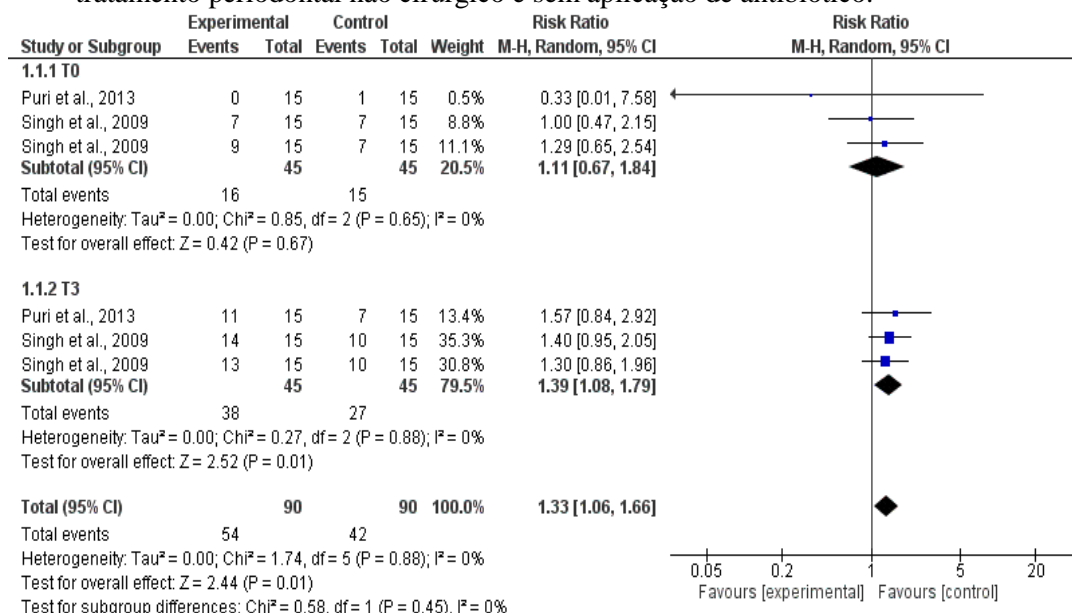 tratamento periodontal não cirúrgico e sem aplicação de antibiótico.
Experimental Control Risk Ratio Risk Ratio
Study or Subgroup Events Total Events Total Weight M-H, Random, 95% CI M-H, Random, 95% CI
1.1.1 T0
Puri et al., 2013 0 15 1 15 0.5% 0.33 [0.01, 7.58]
Singh et al., 2009 7 15 7 15 8.8% 1.00 [0.47, 2.15]
Singh et al., 2009 9 15 7 15 11.1% 1.29 [0.65, 2.54]
Subtotal (95% CI) 45 45 20.5% 1.11 [0.67, 1.84]
Total events 16 15
Heterogeneity: Tau² = 0.00; Chi² = 0.85, df = 2 (P = 0.65); I² = 0%
Test for overall effect: Z = 0.42 (P = 0.67)
1.1.2 T3
Puri et al., 2013 11 15 7 15 13.4% 1.57 [0.84, 2.92]
Singh et al., 2009 14 15 10 15 35.3% 1.40 [0.95, 2.05]
Singh et al., 2009 13 15 10 15 30.8% 1.30 [0.86, 1.96]
Subtotal (95% CI) 45 45 79.5% 1.39 [1.08, 1.79]
Total events 38 27
Heterogeneity: Tau² = 0.00; Chi² = 0.27, df = 2 (P = 0.88); I² = 0%
Test for overall effect: Z = 2.52 (P = 0.01)
Total (95% CI) 90 90 100.0% 1.33 [1.06, 1.66]
Total events 54 42
Heterogeneity: Tau² = 0.00; Chi² = 1.74, df = 5 (P = 0.88); I² = 0%
Test for overall effect: Z = 2.44 (P = 0.01)
Test for subgroup differences: Chi² = 0.58, df = 1 (P = 0.45), I² = 0%
0.05 0.2 1 5 20
Favours [experimental] Favours [control]